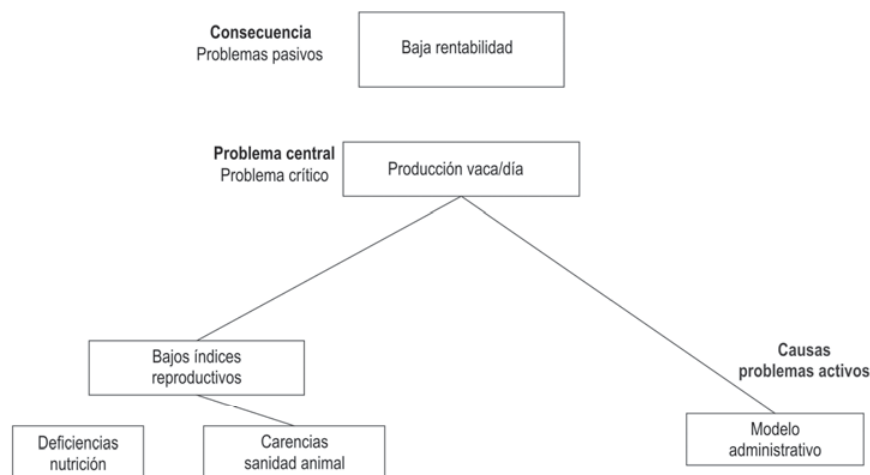 Consecuencia
Problemas pasivos
Baja rentabilidad
Problema central
Problema crítico
Producción vaca/día
Bajos índices
reproductivos
Causas
problemas activos
Deficiencias
nutrición
Carencias
sanidad animal
Modelo
administrativo